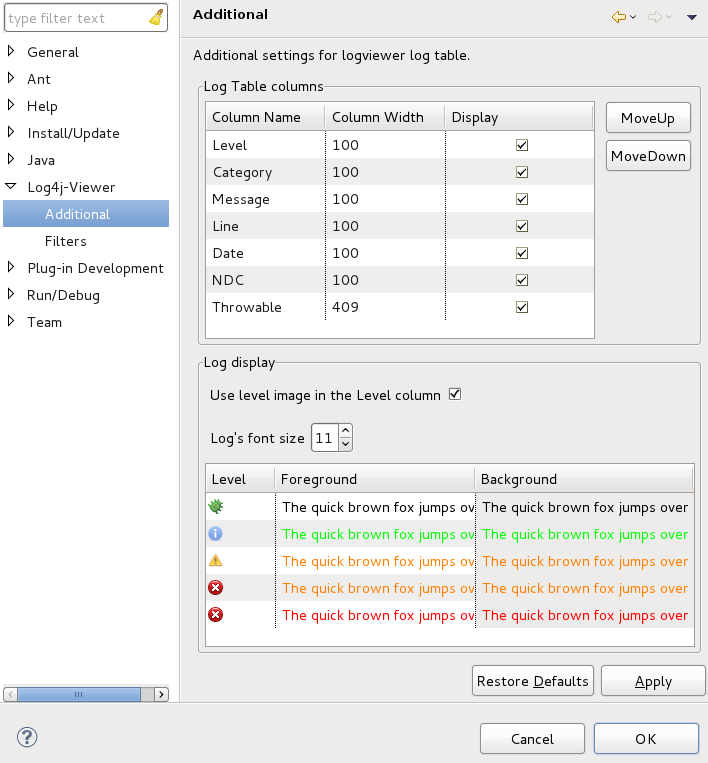 type filter text
General
Ant
Help
Install/Update
Java
Log4j-Viewer
Additional
Filters
Plug-in Development
Run/Debug
Team
Additional
Additional settings for logviewer log table.
Log Table columns
Column Name Column Width Display
Level 100
Category 100
Message 100
Line 100
Date 100
NDC 100
Throwable 409
MoveUp
MoveDown
Log display
Use level image in the Level column
Log's font size 11
Level Foreground Background
The quick brown fox jumps ov The quick brown fox jumps over
The quick brown fox jumps ov The quick brown fox jumps over
The quick brown fox jumps ov The quick brown fox jumps over
The quick brown fox jumps ov The quick brown fox jumps over
The quick brown fox jumps ov The quick brown fox jumps over
Restore Defaults Apply
Cancel OK